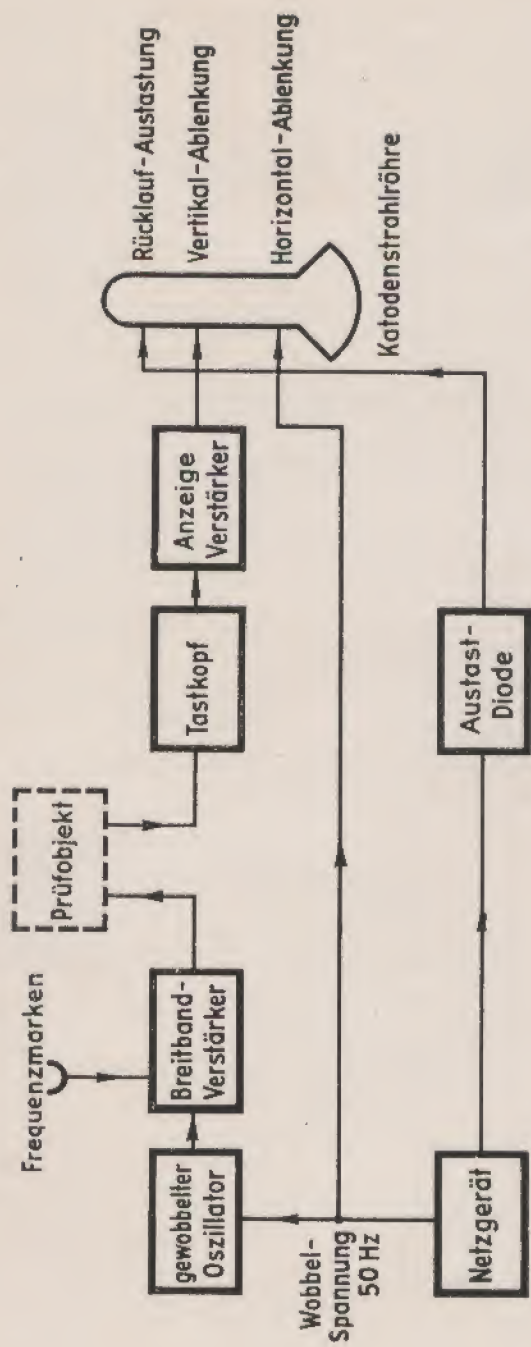 Frequenzmarken
Prüfobjekt
gewobbelter
Oszillator
Breitband-
Verstärker
Tastkopf
Anzeige
Verstärker
Rücklauf-Austastung
Vertikal-Ablenkung
Horizontal-Ablenkung
Katodenstrahlröhre
Wobbel-
Spannung
50 Hz
Netzgerät
Austast-
Diode